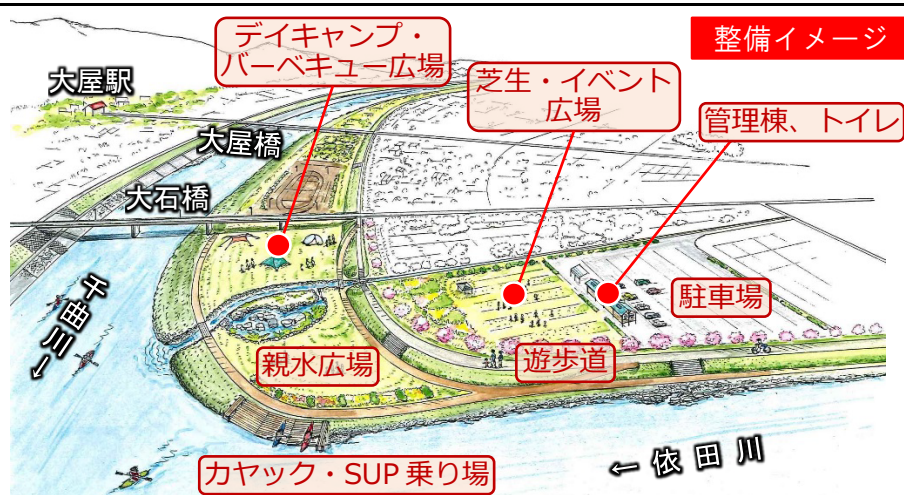 整備イメージ
デイキャンプ・
バーベキュー広場
芝生・イベント
広場
管理棟、トイレ
大屋駅
大屋橋
大石橋
千曲川
←
駐車場
親水広場
遊歩道
カヤック・SUP 乗り場
← 依田川